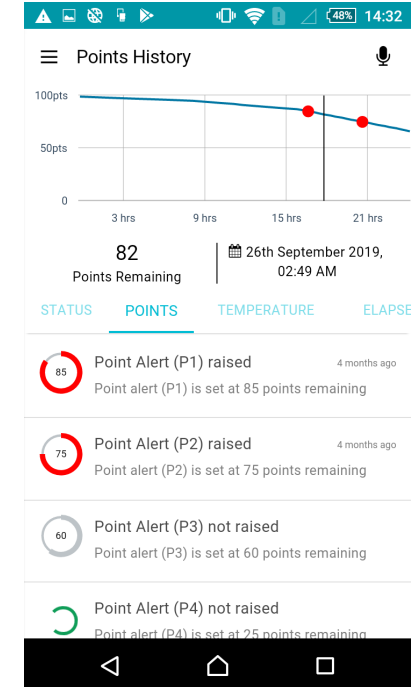 48% 14:32
Points History
100pts
50pts
0
3 hrs 9 hrs 15 hrs 21 hrs
82
Points Remaining
26th September 2019,
02:49 AM
STATUS POINTS TEMPERATURE ELAPSE
85
Point Alert (P1) raised 4 months ago
Point alert (P1) is set at 85 points remaining
75
Point Alert (P2) raised 4 months ago
Point alert (P2) is set at 75 points remaining
60
Point Alert (P3) not raised
Point alert (P3) is set at 60 points remaining
Point Alert (P4) not raised
Point alert (P4) is set at 25 points remaining